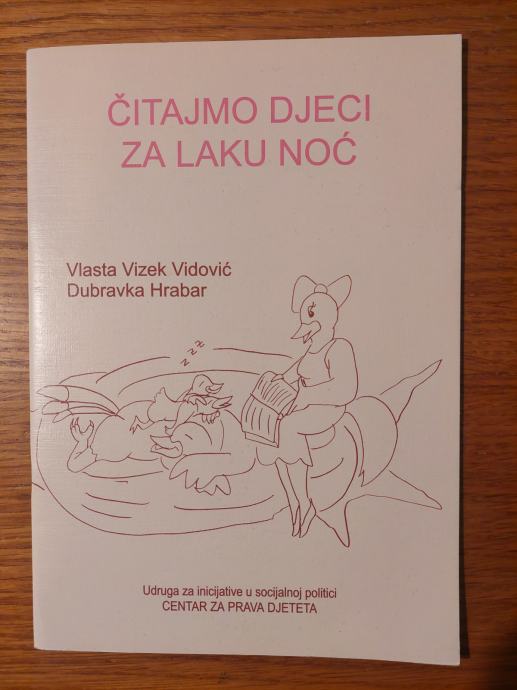 ČITAJMO DJECI
ZA LAKU NOĆ
Vlasta Vizek Vidović
Dubravka Hrabar
z z z
Udruga za inicijative u socijalnoj politici
CENTAR ZA PRAVA DJETETA